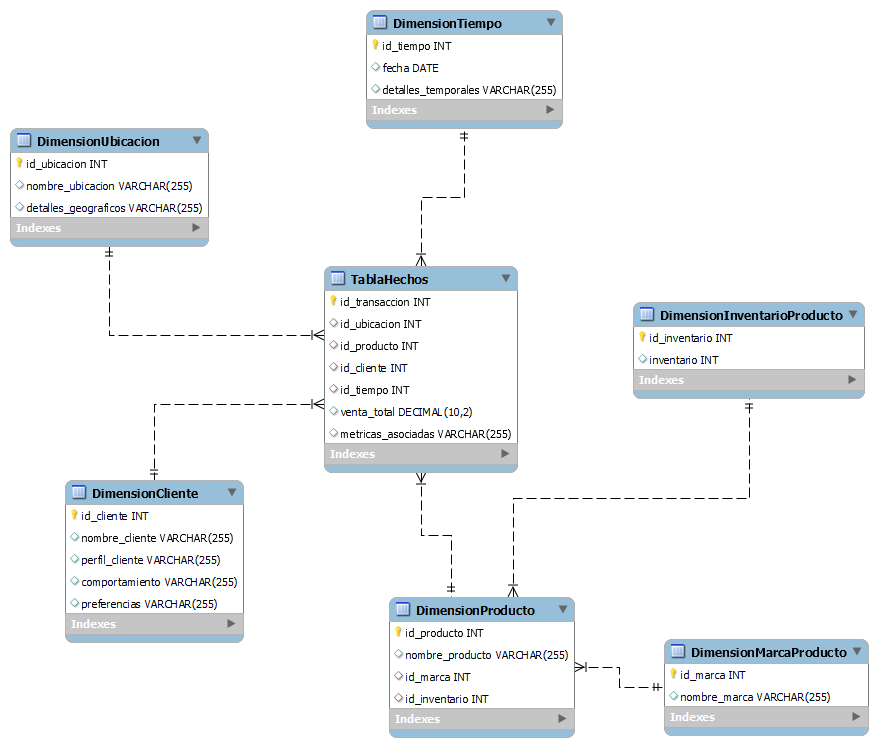 DimensionTiempo
id_tiempo INT
fecha DATE
detalles_temporales VARCHAR(255)
Indexes
DimensionUbicacion
id_ubicacion INT
nombre_ubicacion VARCHAR(255)
detalles_geograficos VARCHAR(255)
Indexes
TablaHechos
id_transaccion INT
id_ubicacion INT
id_producto INT
id_cliente INT
id_tiempo INT
venta_total DECIMAL(10,2)
metricas_asociadas VARCHAR(255)
Indexes
DimensionInventarioProducto
id_inventario INT
inventario INT
Indexes
DimensionCliente
id_cliente INT
nombre_cliente VARCHAR(255)
perfil_cliente VARCHAR(255)
comportamiento VARCHAR(255)
preferencias VARCHAR(255)
Indexes
DimensionProducto
id_producto INT
nombre_producto VARCHAR(255)
id_marca INT
id_inventario INT
Indexes
DimensionMarcaProducto
id_marca INT
nombre_marca VARCHAR(255)
Indexes